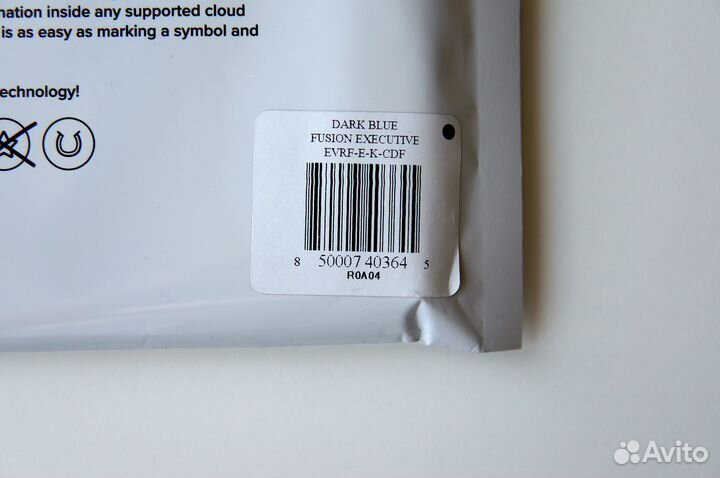 nation inside any supported cloud
is as easy as marking a symbol and
technology!
DARK BLUE
FUSION EXECUTIVE
EVRF-E-K-CDF
8 50007 40364 5
R0A04
Avito